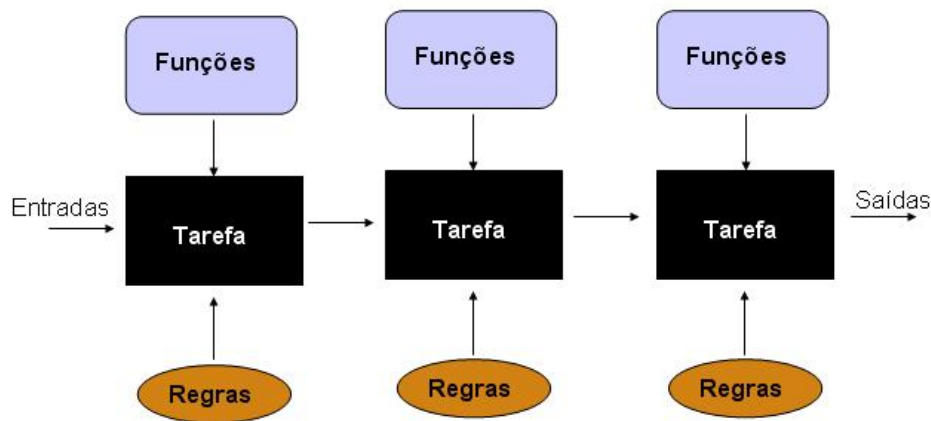 Funções
Funções
Funções
Entradas
Tarefa
Tarefa
Tarefa
Saídas
Regras
Regras
Regras